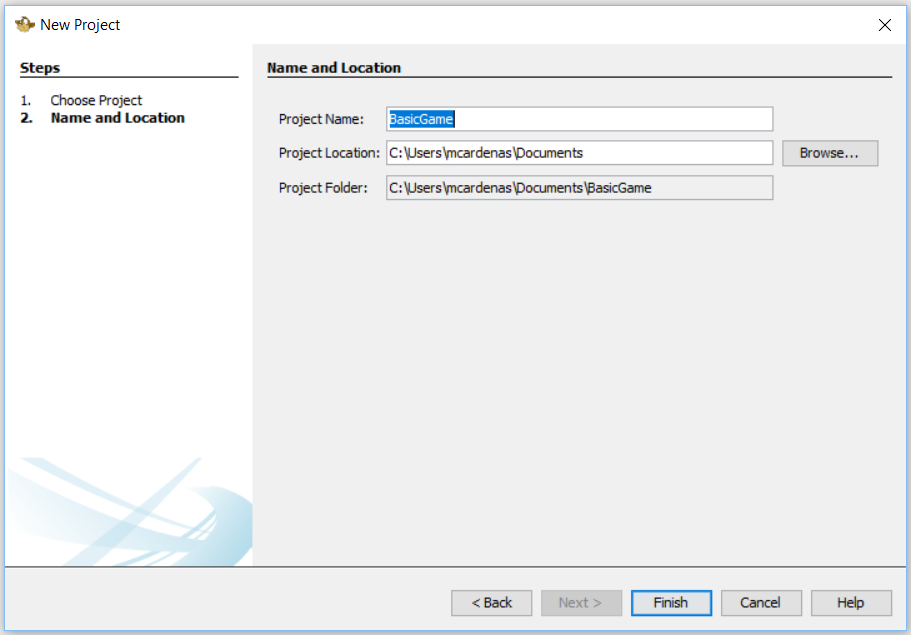 New Project
Steps
1. Choose Project
2. Name and Location
Name and Location
Project Name: BasicGame
Project Location: C:\Users\mcardenas\Documents Browse...
Project Folder: C:\Users\mcardenas\Documents\BasicGame
< Back Next > Finish Cancel Help